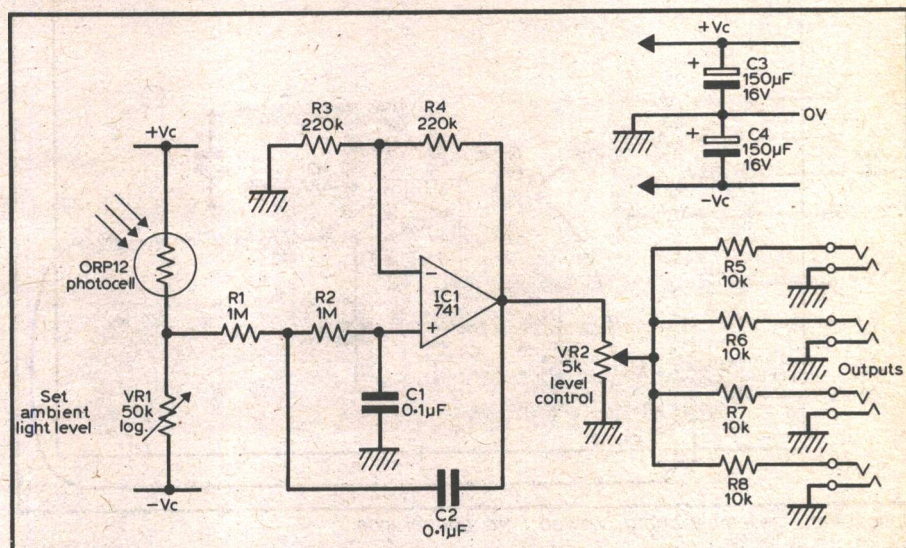 +Vc
C3
150µF
16V
0V
C4
150µF
16V
−Vc
R3
220k
R4
220k
+Vc
ORP12
photocell
R1
1M
R2
1M
−
+
IC1
741
C1
0·1µF
C2
0·1µF
Set
ambient
light level
VR1
50k
log.
−Vc
VR2
5k
level
control
R5
10k
R6
10k
R7
10k
R8
10k
Outputs
+
+